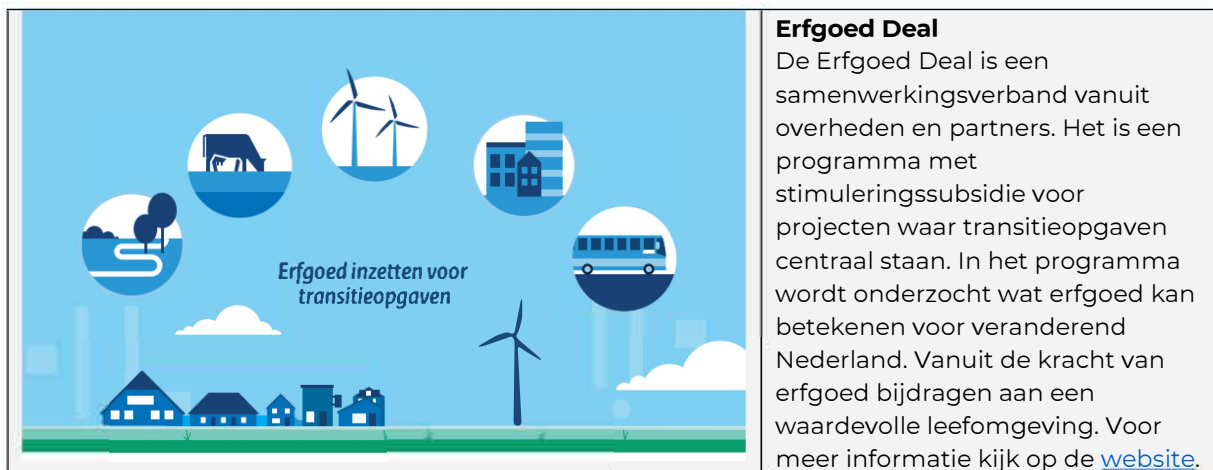 Erfgoed inzetten voor
transitieopgaven
Erfgoed Deal
De Erfgoed Deal is een
samenwerkingsverband vanuit
overheden en partners. Het is een
programma met
stimuleringssubsidie voor
projecten waar transitieopgaven
centraal staan. In het programma
wordt onderzocht wat erfgoed kan
betekenen voor veranderend
Nederland. Vanuit de kracht van
erfgoed bijdragen aan een
waardevolle leefomgeving. Voor
meer informatie kijk op de website.